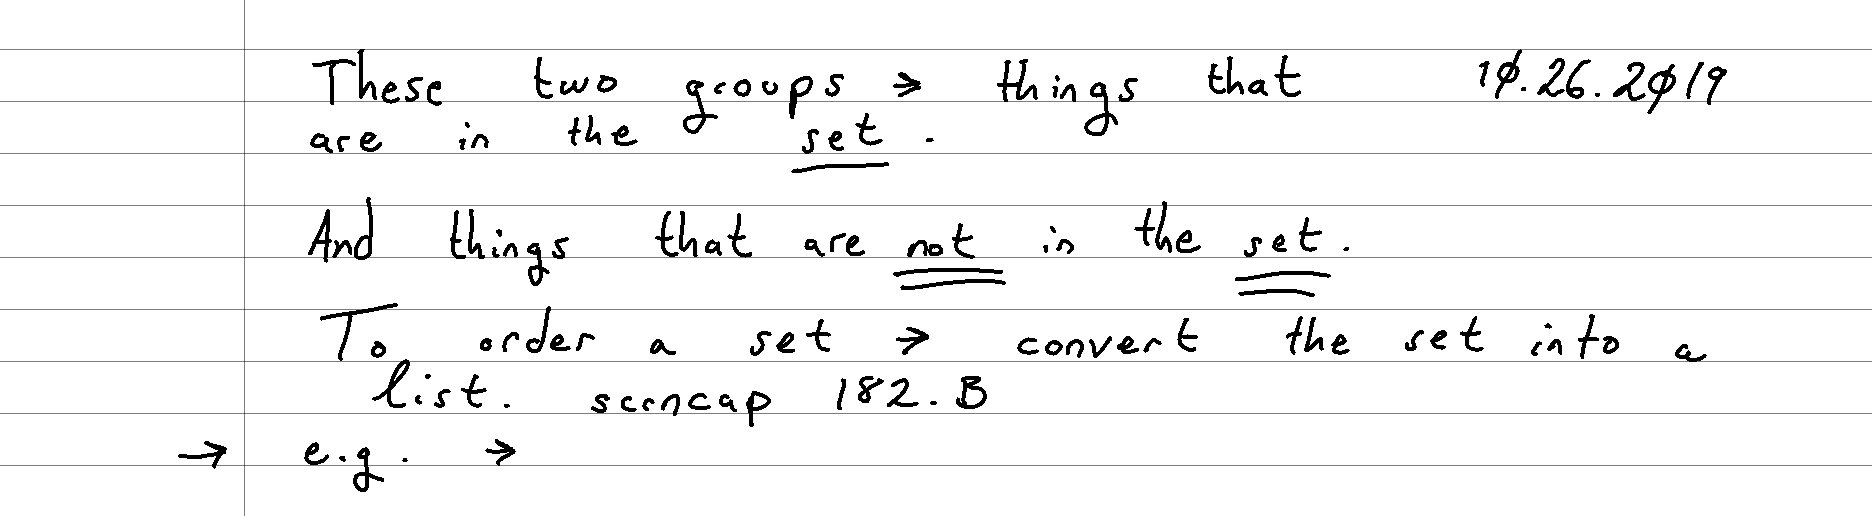 These two groups → things that 10.26.2019
are in the set.
And things that are not in the set.
To order a set → convert the set into a
list. scrncap 182.B
→ e.g. →